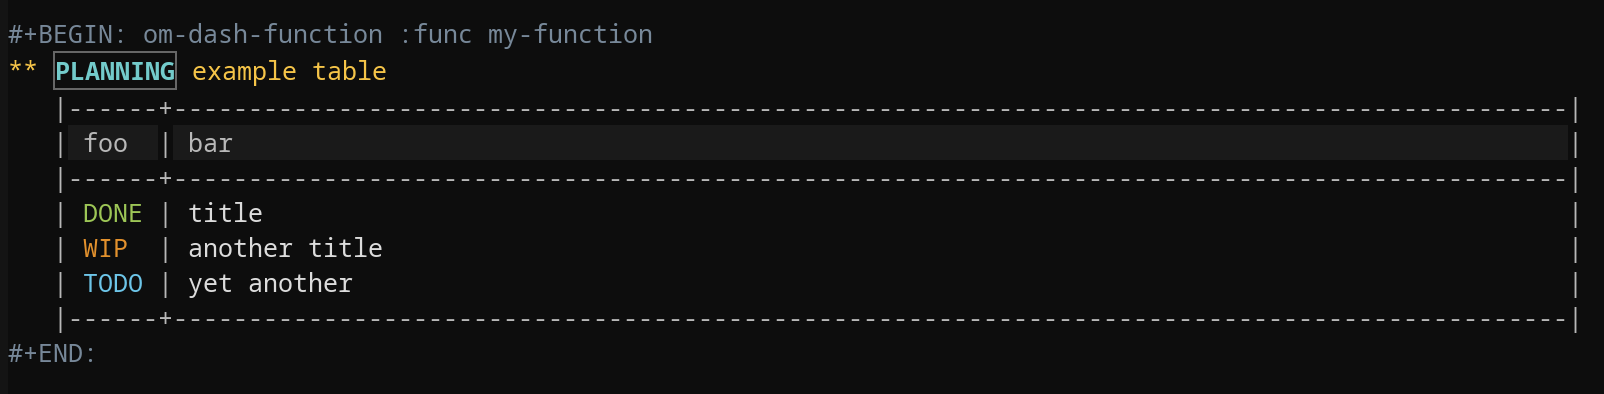 #+BEGIN: om-dash-function :func my-function
** PLANNING example table
|------+---------------------------------------------------------------------------------------------|
| foo | bar |
|------+---------------------------------------------------------------------------------------------|
| DONE | title |
| WIP | another title |
| TODO | yet another |
|------+---------------------------------------------------------------------------------------------|
#+END: